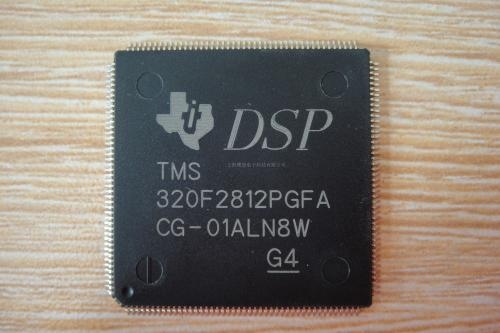 DSP
TMS
320F2812PGFA
CG-01ALN8W
G4